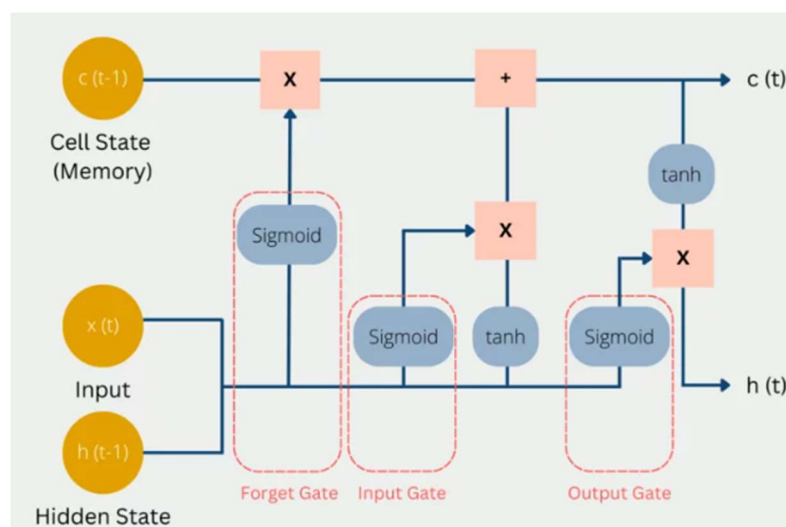 c (t-1)
X
+
c (t)
Cell State
(Memory)
tanh
Sigmoid
X
X
x (t)
Input
Sigmoid
tanh
Sigmoid
h (t)
h (t-1)
Hidden State
Forget Gate
Input Gate
Output Gate